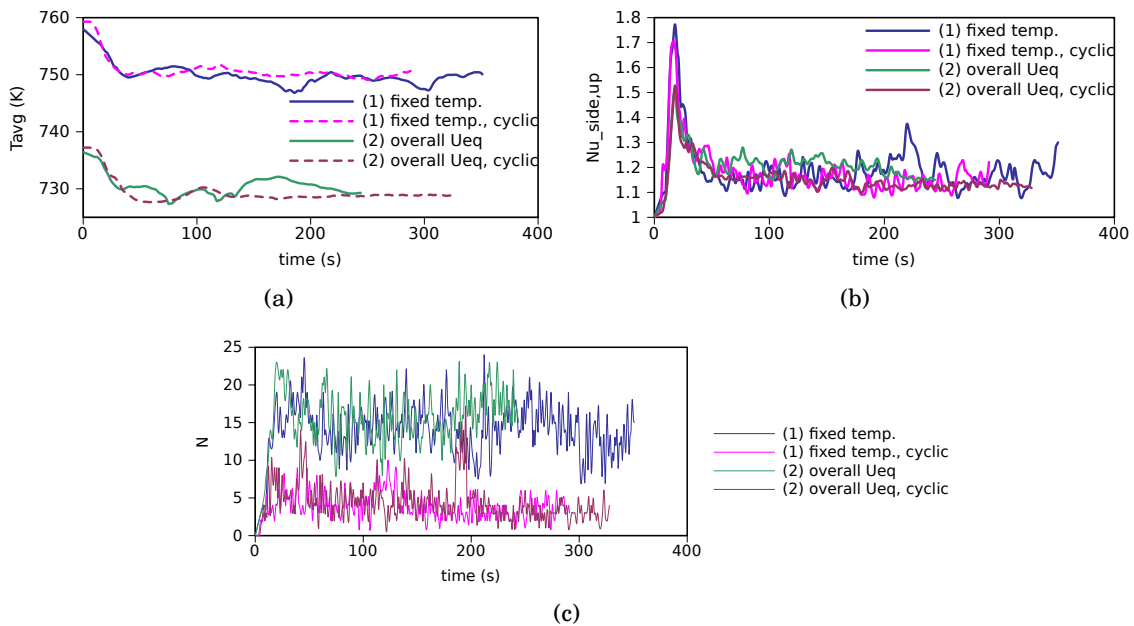 760
750
740
730
Tavg (K)
0
100
200
300
400
time (s)
(1) fixed temp.
(1) fixed temp., cyclic
(2) overall Ueq
(2) overall Ueq, cyclic
(a)
1.8
1.7
1.6
1.5
1.4
1.3
1.2
1.1
1
Nu_side,up
0
100
200
300
400
time (s)
(1) fixed temp.
(1) fixed temp., cyclic
(2) overall Ueq
(2) overall Ueq, cyclic
(b)
25
20
15
10
5
0
N
0
100
200
300
400
time (s)
(1) fixed temp.
(1) fixed temp., cyclic
(2) overall Ueq
(2) overall Ueq, cyclic
(c)